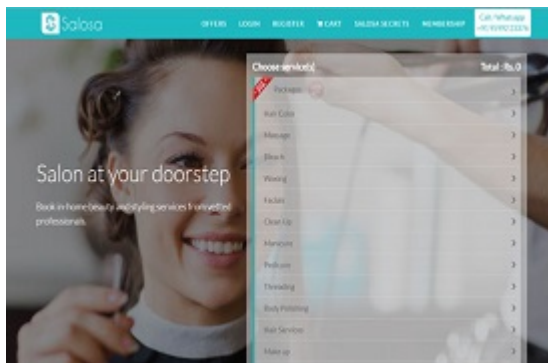 Salosa
OFFERS LOGIN REGISTER CART SALOSA SECRETS MEMBERSHIP
Call / Whatsapp
Choose service(s)
Total : Rs. 0
Packages
Hair Color
Massage
Bleach
Waxing
Facials
Clean Up
Manicure
Pedicure
Threading
Body Polishing
Hair Services
Make up
Salon at your doorstep
Book in-home beauty and styling services from vetted
professionals.